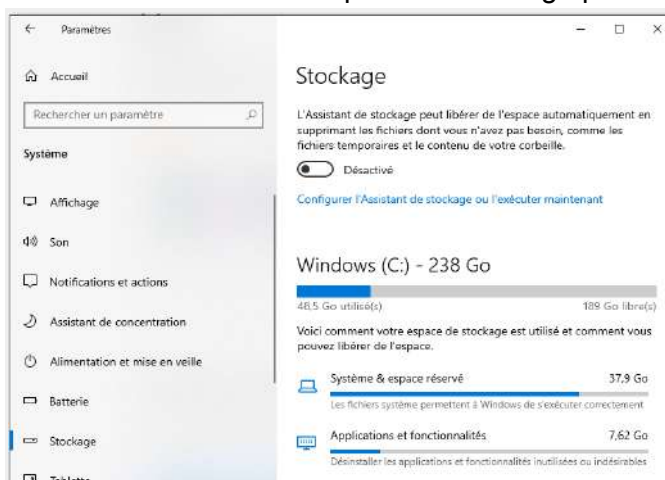 Paramètres
Accueil
Rechercher un paramètre
Système
Affichage
Son
Notifications et actions
Assistant de concentration
Alimentation et mise en veille
Batterie
Stockage
Tablette
Stockage
L'Assistant de stockage peut libérer de l'espace automatiquement en
supprimant les fichiers dont vous n'avez pas besoin, comme les
fichiers temporaires et le contenu de votre corbeille.
Désactivé
Configurer l'Assistant de stockage ou l'exécuter maintenant
Windows (C:) - 238 Go
48,5 Go utilisé(s) 189 Go libre(s)
Voici comment votre espace de stockage est utilisé et comment vous
pouvez libérer de l'espace.
Système & espace réservé 37,9 Go
Les fichiers système permettent à Windows de s'exécuter correctement
Applications et fonctionnalités 7,62 Go
Désinstaller les applications et fonctionnalités inutilisées ou indésirables